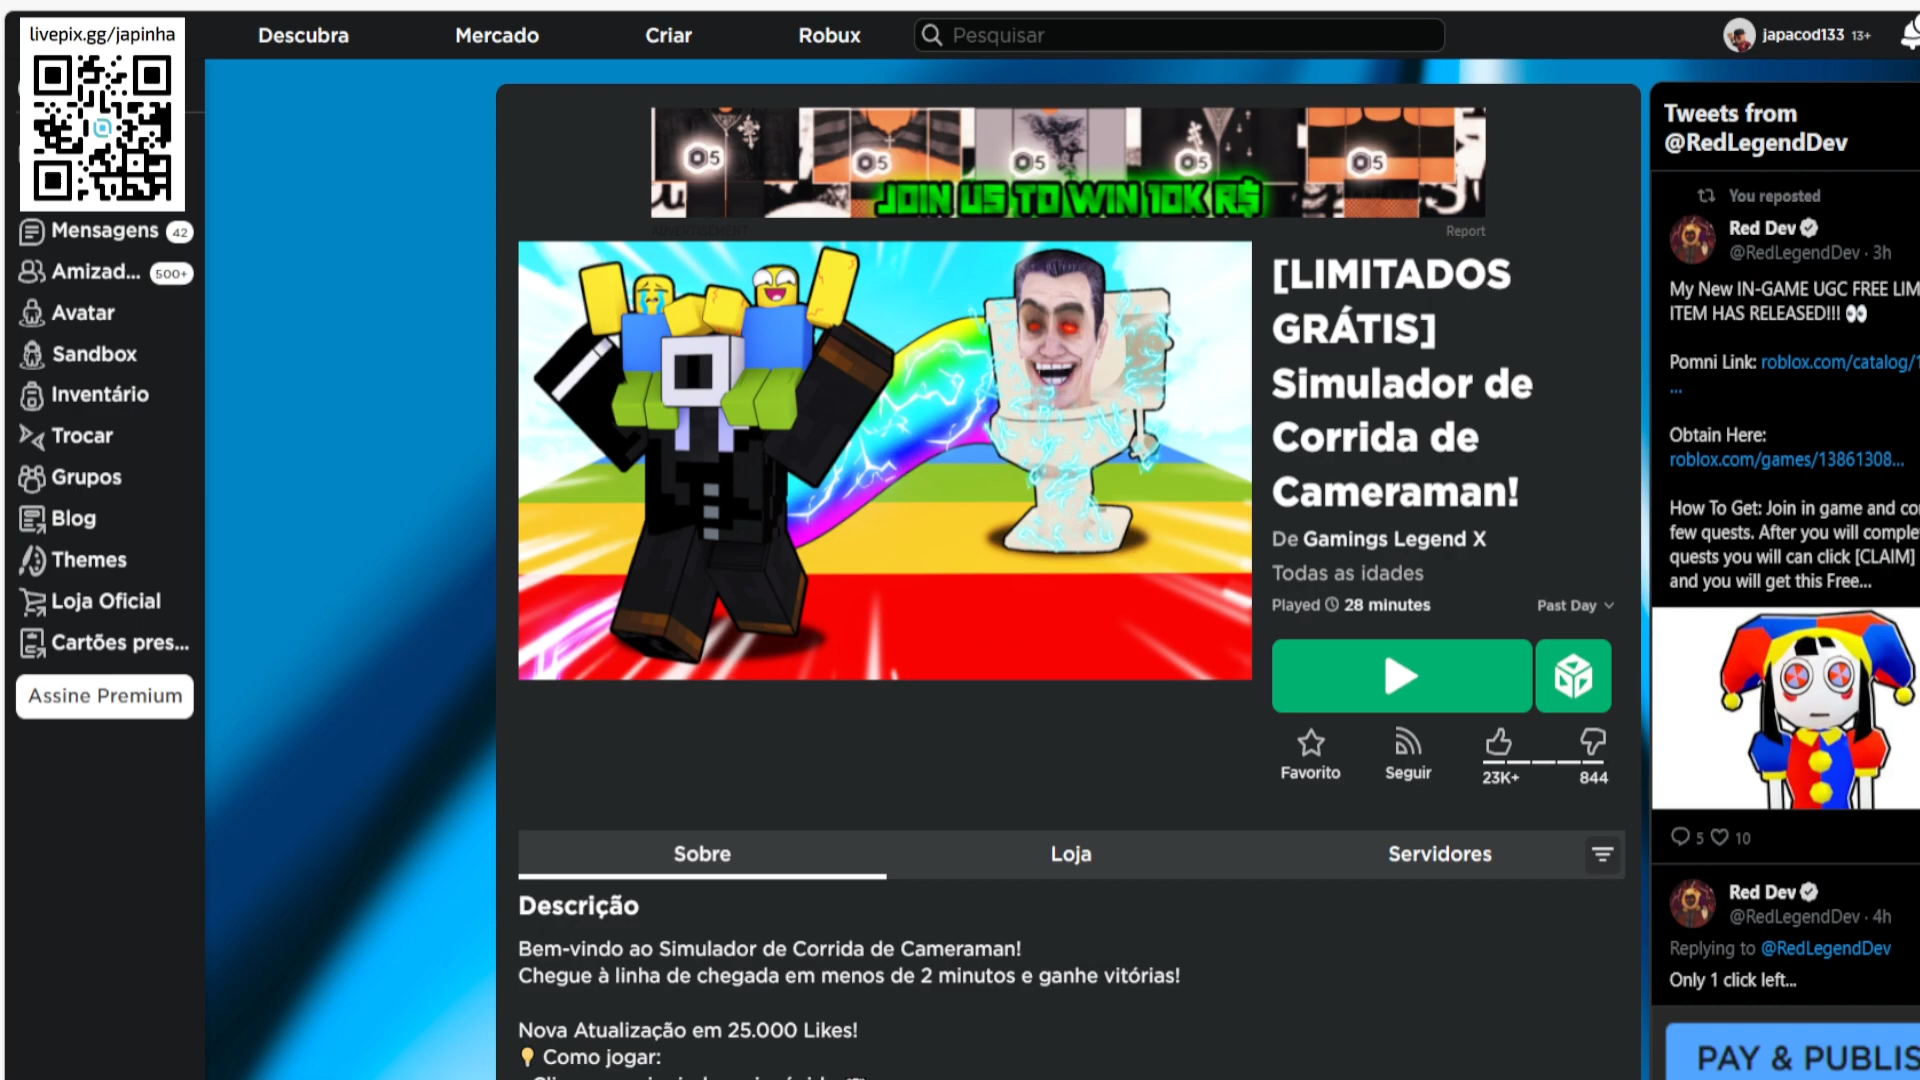 livepix.gg/japinha
Descubra
Mercado
Criar
Robux
Pesquisar
japacod133 13+
Mensagens 42
Amizad... 500+
Avatar
Sandbox
Inventário
Trocar
Grupos
Blog
Themes
Loja Oficial
Cartões pres...
Assine Premium
5
5
5
5
5
JOIN US TO WIN 10K R$
ADVERTISEMENT
Report
[LIMITADOS
GRÁTIS]
Simulador de
Corrida de
Cameraman!
De Gamings Legend X
Todas as idades
Played 28 minutes
Past Day
Favorito
Seguir
23K+
844
Sobre
Loja
Servidores
Descrição
Bem-vindo ao Simulador de Corrida de Cameraman!
Chegue à linha de chegada em menos de 2 minutos e ganhe vitórias!
Nova Atualização em 25.000 Likes!
Como jogar:
Tweets from
@RedLegendDev
You reposted
Red Dev
@RedLegendDev · 3h
My New IN-GAME UGC FREE LIM
ITEM HAS RELEASED!!! 👀
Pomni Link: roblox.com/catalog/1
...
Obtain Here:
roblox.com/games/13861308...
How To Get: Join in game and co
few quests. After you will comple
quests you will can click [CLAIM]
and you will get this Free...
5 10
Red Dev
@RedLegendDev · 4h
Replying to @RedLegendDev
Only 1 click left...
PAY & PUBLIS